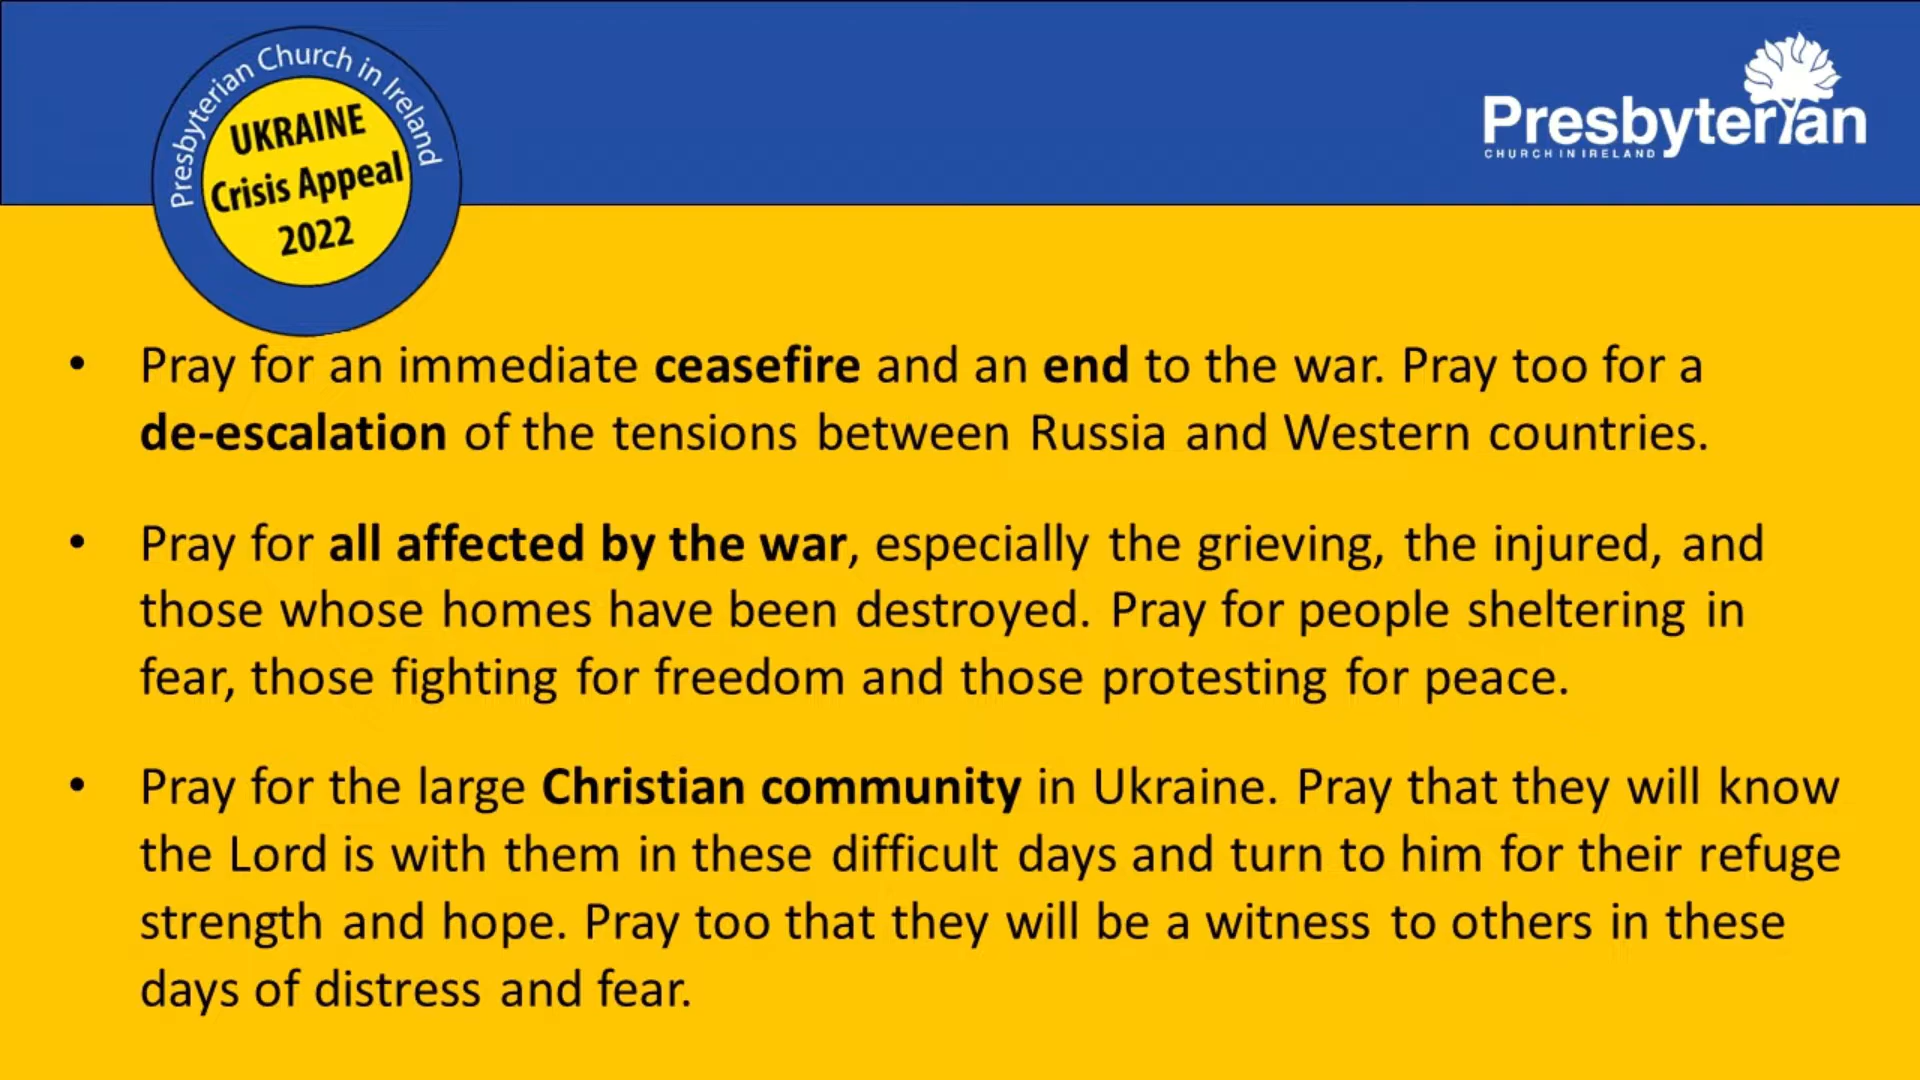 Presbyterian Church in Ireland
UKRAINE
Crisis Appeal
2022
Presbyterian
CHURCH IN IRELAND
• Pray for an immediate ceasefire and an end to the war. Pray too for a
de-escalation of the tensions between Russia and Western countries.
• Pray for all affected by the war, especially the grieving, the injured, and
those whose homes have been destroyed. Pray for people sheltering in
fear, those fighting for freedom and those protesting for peace.
• Pray for the large Christian community in Ukraine. Pray that they will know
the Lord is with them in these difficult days and turn to him for their refuge
strength and hope. Pray too that they will be a witness to others in these
days of distress and fear.